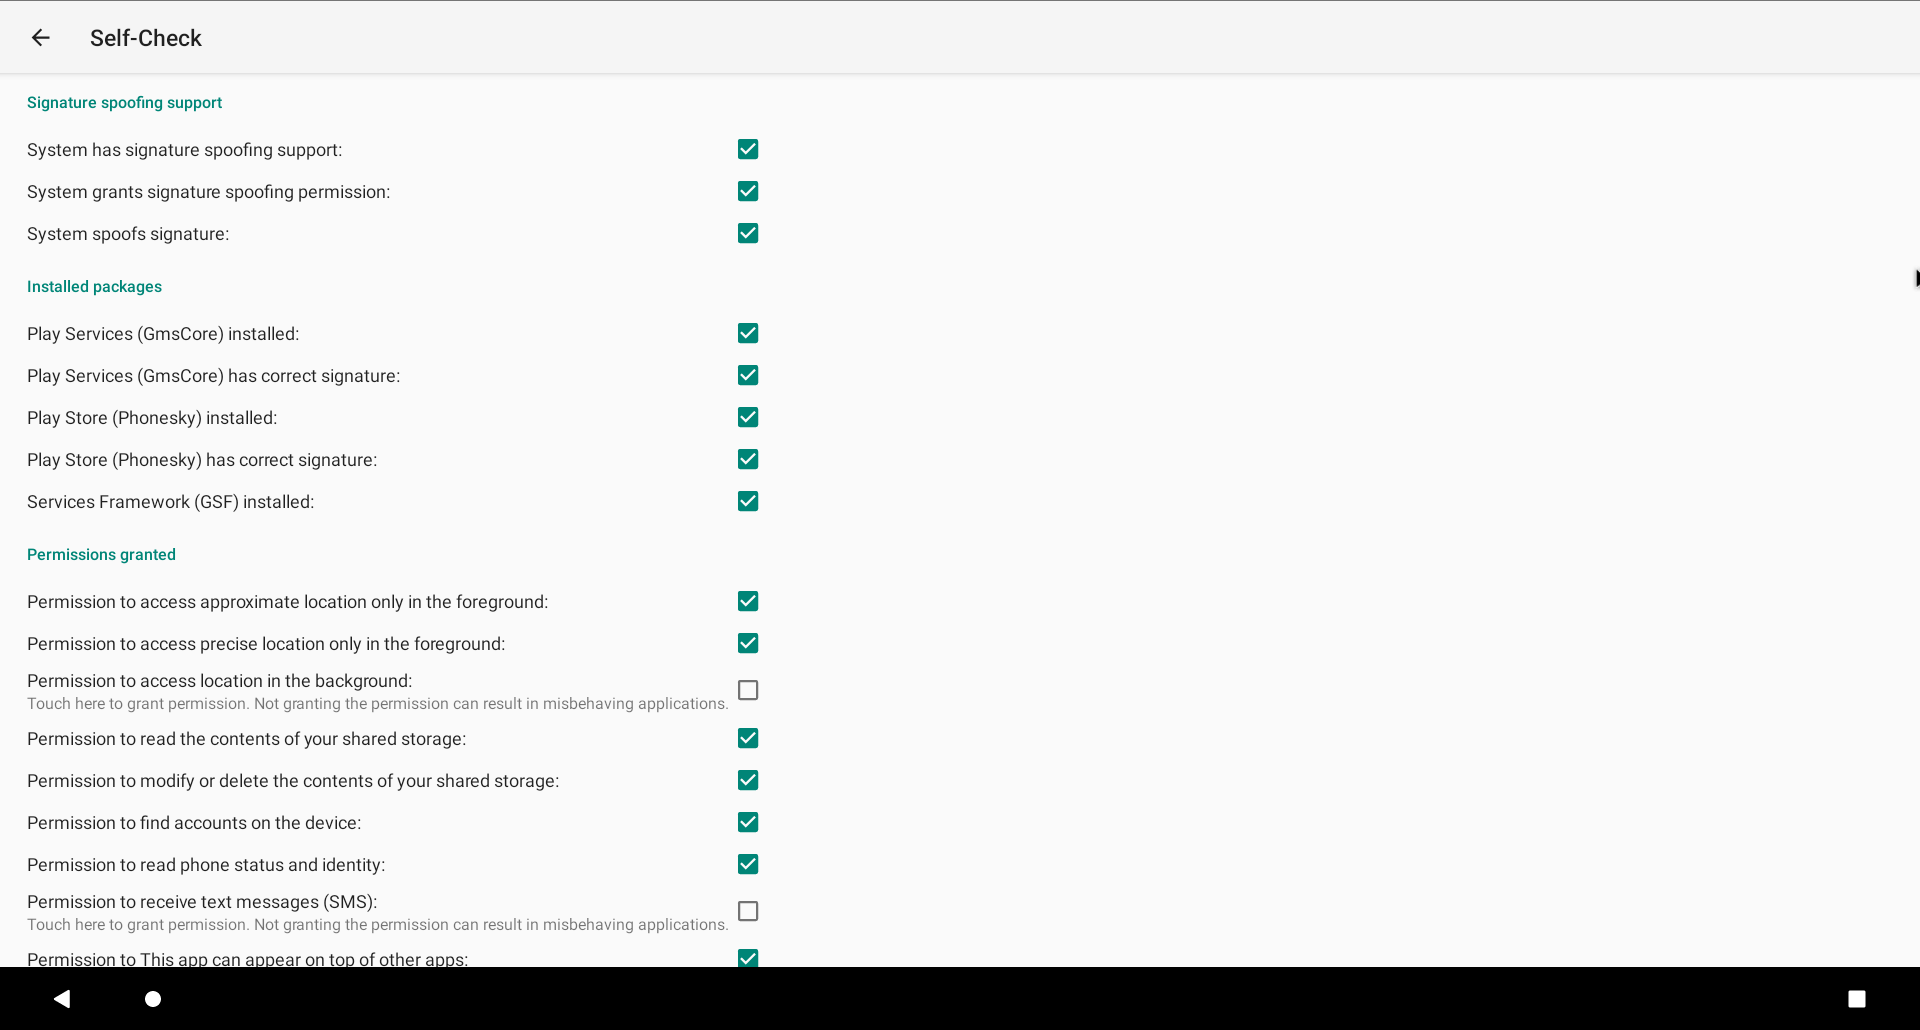 Self-Check
Signature spoofing support
System has signature spoofing support:
System grants signature spoofing permission:
System spoofs signature:
Installed packages
Play Services (GmsCore) installed:
Play Services (GmsCore) has correct signature:
Play Store (Phonesky) installed:
Play Store (Phonesky) has correct signature:
Services Framework (GSF) installed:
Permissions granted
Permission to access approximate location only in the foreground:
Permission to access precise location only in the foreground:
Permission to access location in the background:
Touch here to grant permission. Not granting the permission can result in misbehaving applications.
Permission to read the contents of your shared storage:
Permission to modify or delete the contents of your shared storage:
Permission to find accounts on the device:
Permission to read phone status and identity:
Permission to receive text messages (SMS):
Touch here to grant permission. Not granting the permission can result in misbehaving applications.
Permission to This app can appear on top of other apps: